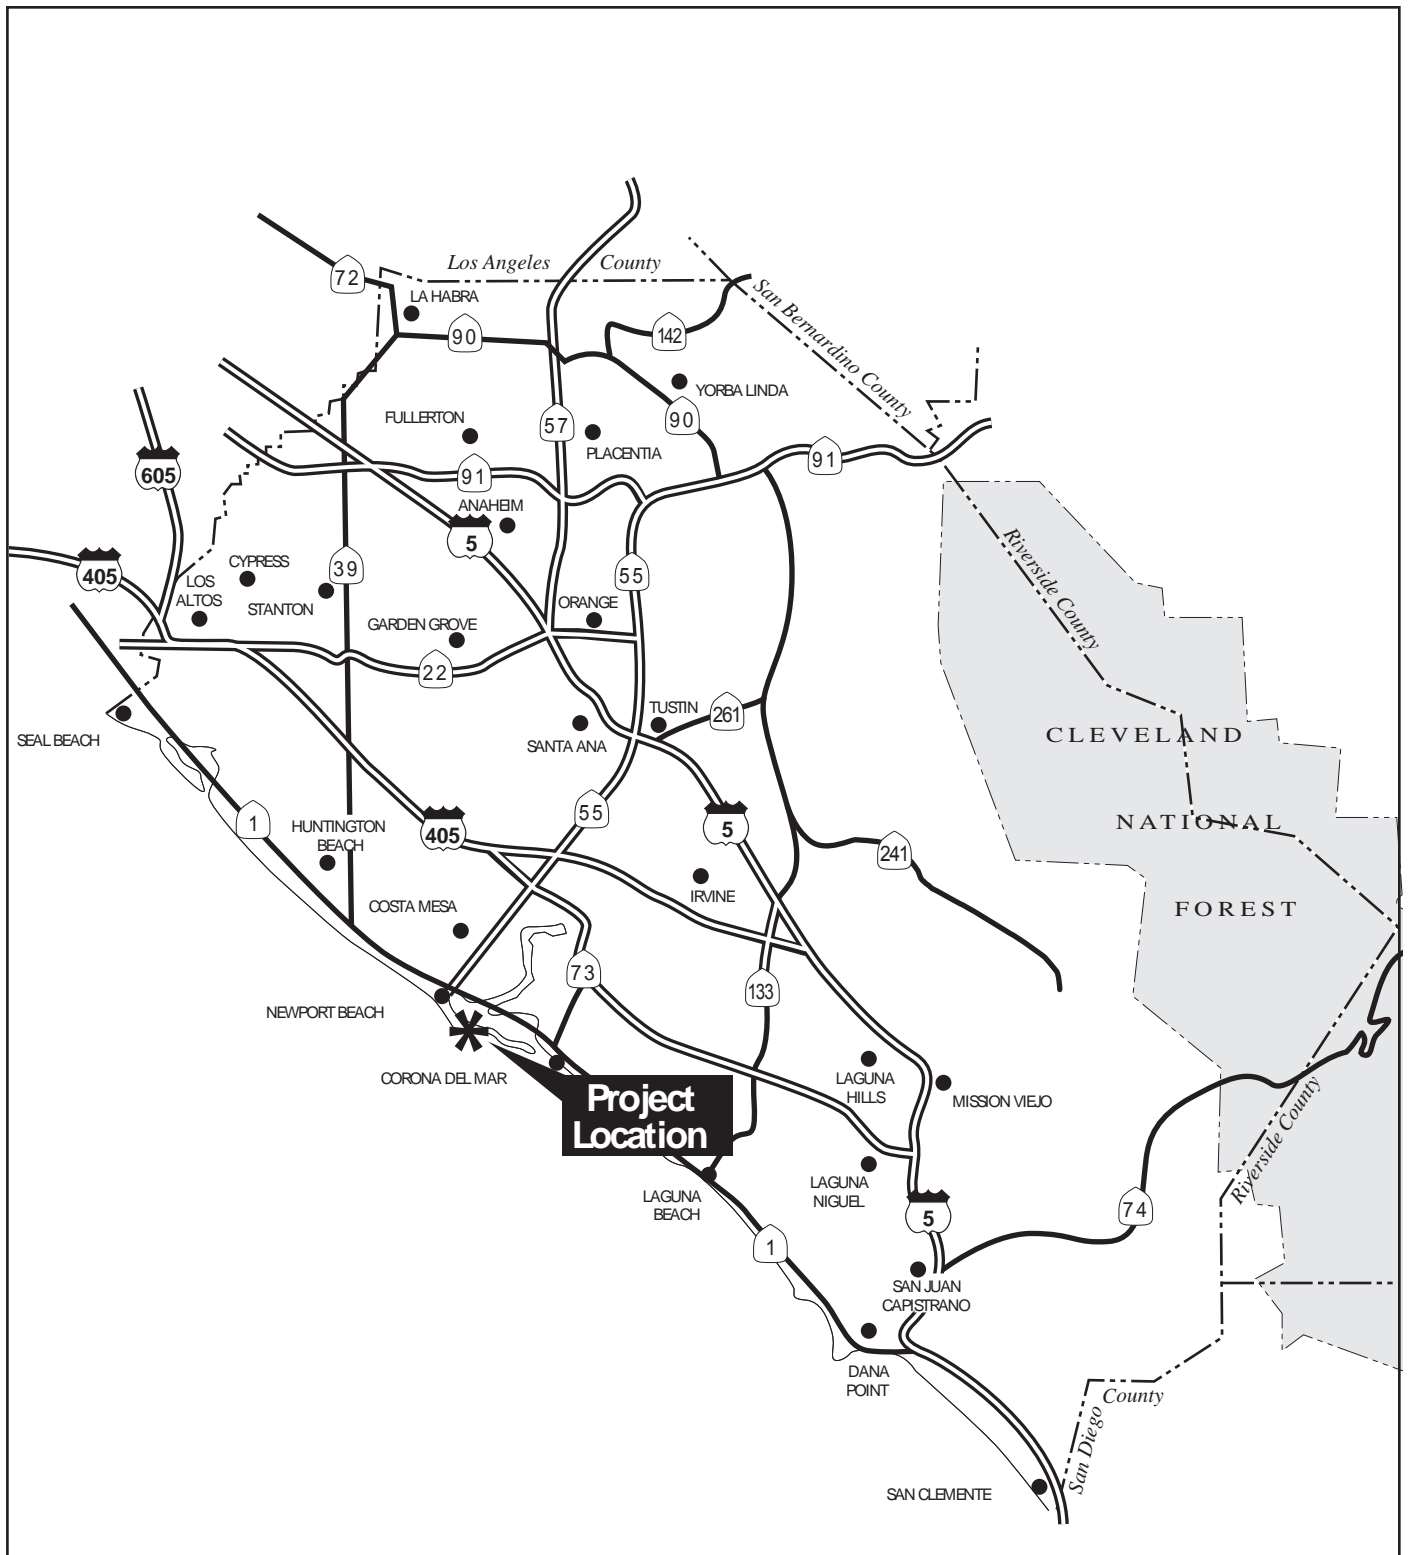 Los Angeles County
72
LA HABRA
San Bernardino County
90
142
YORBA LINDA
FULLERTON
57
PLACENTIA
90
91
605
91
ANAHEIM
5
Riverside County
405
CYPRESS
39
55
LOS
ALTOS
STANTON
ORANGE
GARDEN GROVE
22
261
TUSTIN
SEAL BEACH
SANTA ANA
CLEVELAND
NATIONAL
FOREST
1
HUNTINGTON
BEACH
405
55
5
241
IRVINE
COSTA MESA
73
133
NEWPORT BEACH
CORONA DEL MAR
LAGUNA
HILLS
MISSION VIEJO
Project
Location
Riverside County
LAGUNA
NIGUEL
LAGUNA
BEACH
5
74
1
SAN JUAN
CAPISTRANO
DANA
POINT
San Diego County
SAN CLEMENTE